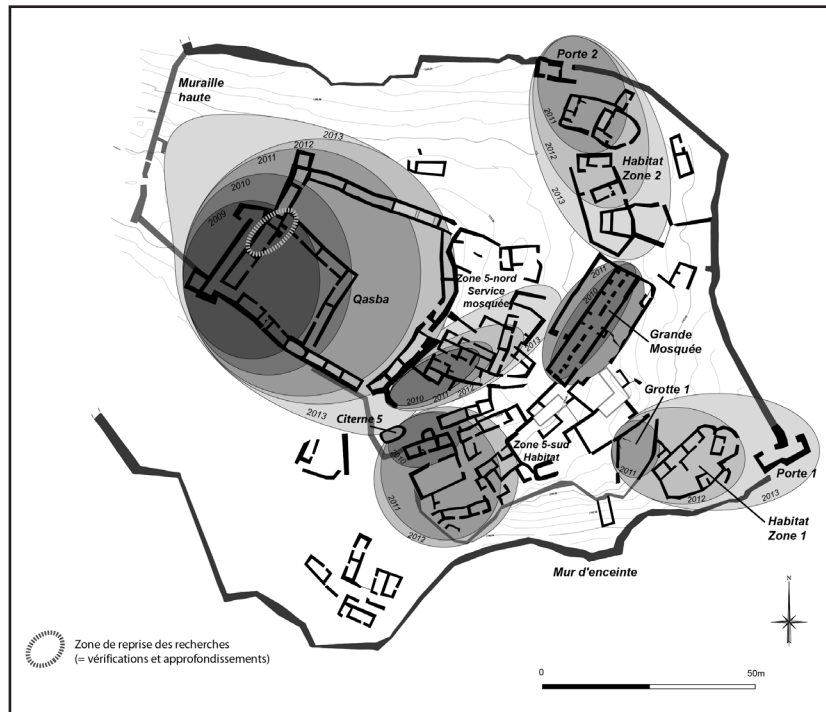 Porte 2
Muraille
haute
2013
2012
2011
2010
2009
2011
2012
2013
Habitat
Zone 2
Qasba
Zone 5-nord
Service
mosquée
2011
2010
Grande
Mosquée
2013
2012
2011
2010
Grotte 1
2013
Citerne 5
2010
2011
2012
Zone 5-sud
Habitat
2011
2012
2013
Porte 1
Habitat
Zone 1
Mur d'enceinte
N
Zone de reprise des recherches
(= vérifications et approfondissements)
0
50m